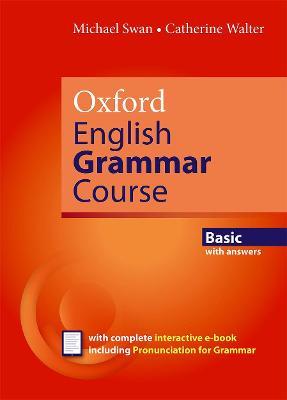 Michael Swan • Catherine Walter
Oxford
English
Grammar
Course
Basic
with answers
with complete interactive e-book
including Pronunciation for Grammar